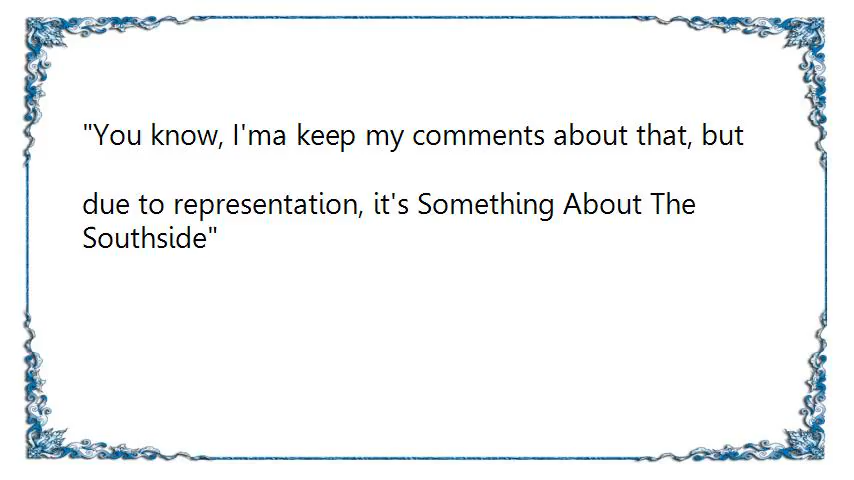 "You know, I'ma keep my comments about that, but
due to representation, it's Something About The
Southside"